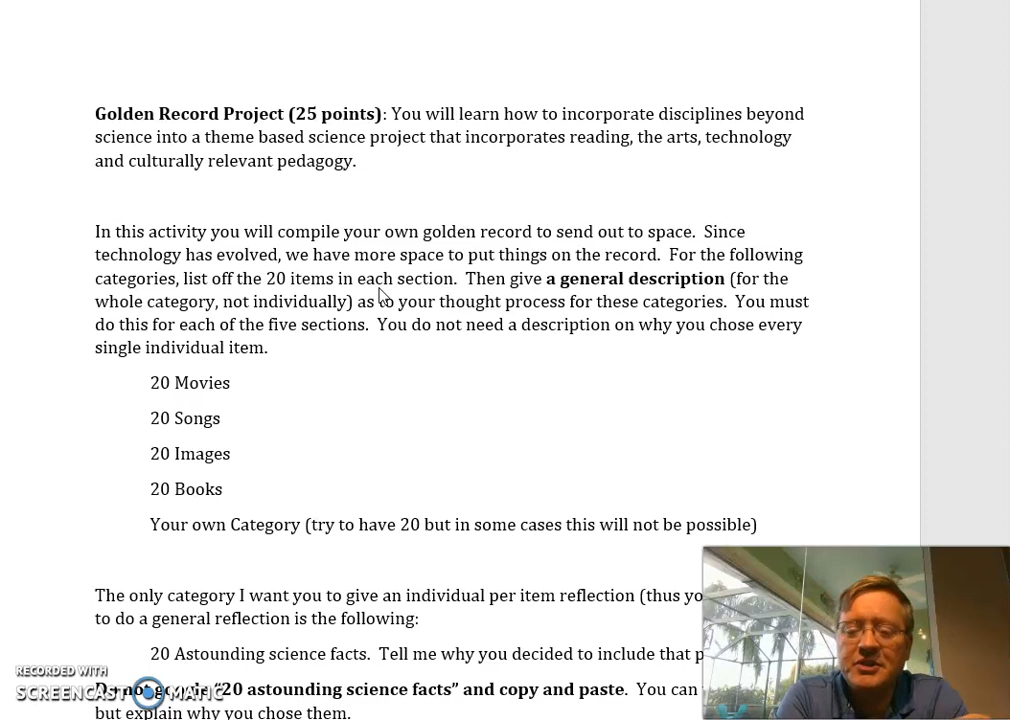 Golden Record Project (25 points): You will learn how to incorporate disciplines beyond
science into a theme based science project that incorporates reading, the arts, technology
and culturally relevant pedagogy.
In this activity you will compile your own golden record to send out to space. Since
technology has evolved, we have more space to put things on the record. For the following
categories, list off the 20 items in each section. Then give a general description (for the
whole category, not individually) as to your thought process for these categories. You must
do this for each of the five sections. You do not need a description on why you chose every
single individual item.
20 Movies
20 Songs
20 Images
20 Books
Your own Category (try to have 20 but in some cases this will not be possible)
The only category I want you to give an individual per item reflection (thus yo
to do a general reflection is the following:
20 Astounding science facts. Tell me why you decided to include that p
RECORDED WITH
SCREENCAST MATIC
"20 astounding science facts" and copy and paste. You can
but explain why you chose them.